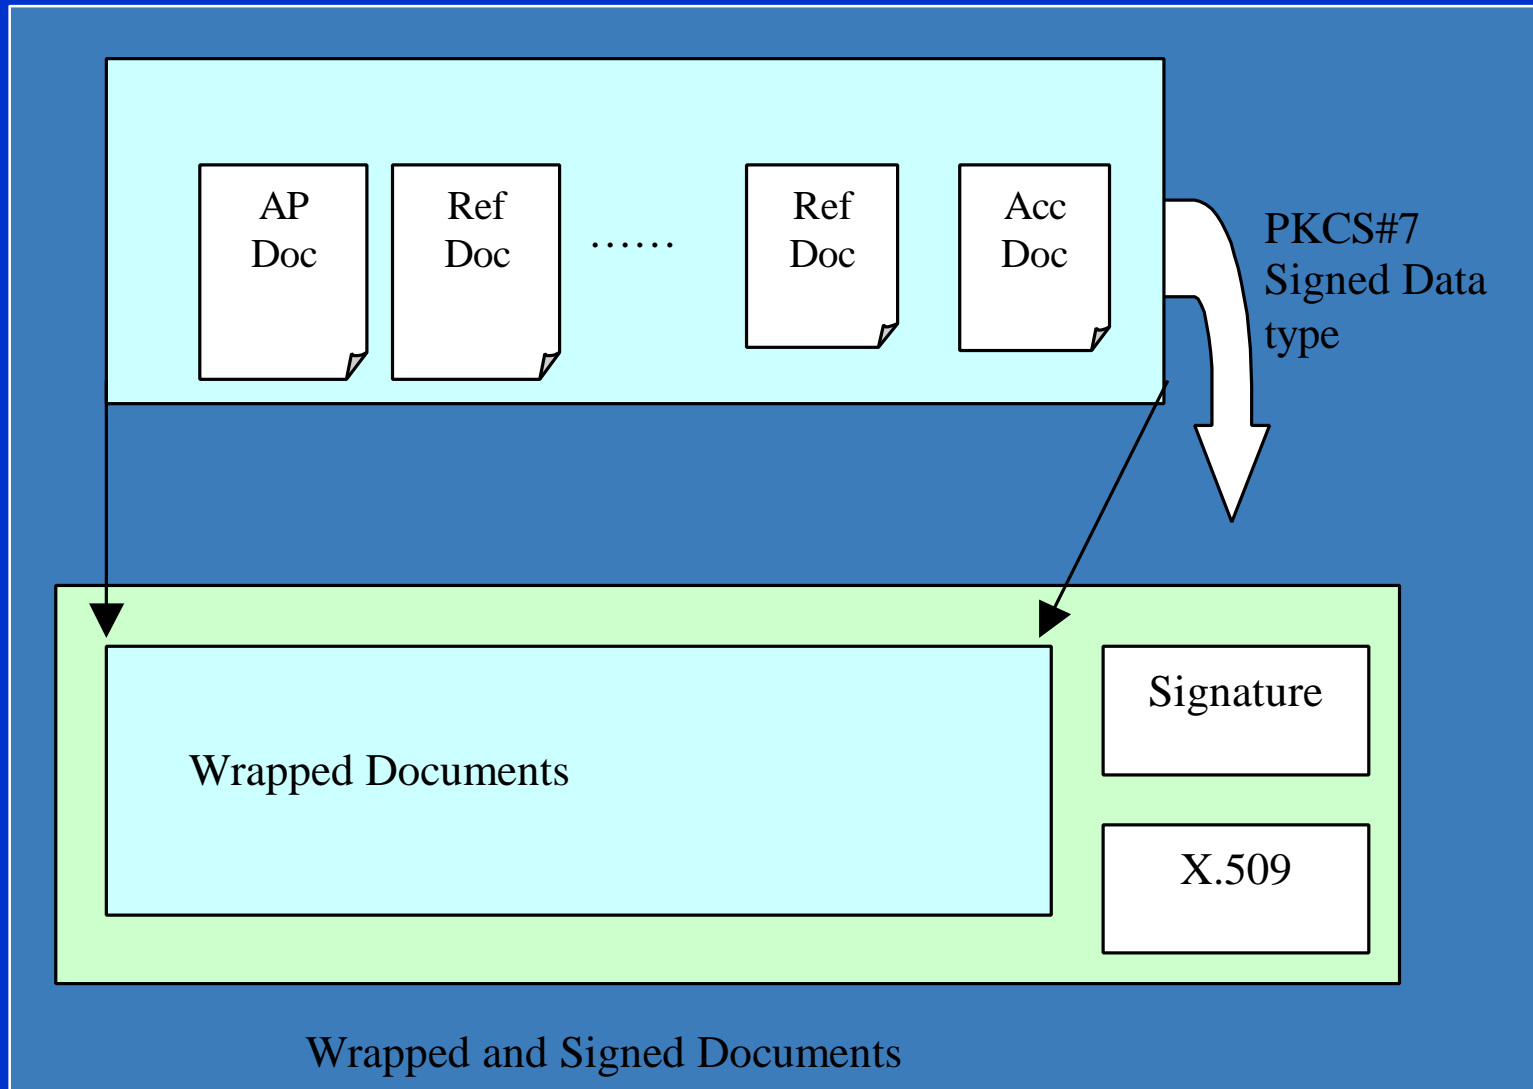 AP
Doc
Ref
Doc
......
Ref
Doc
Acc
Doc
PKCS#7
Signed Data
type
Wrapped Documents
Signature
X.509
Wrapped and Signed Documents